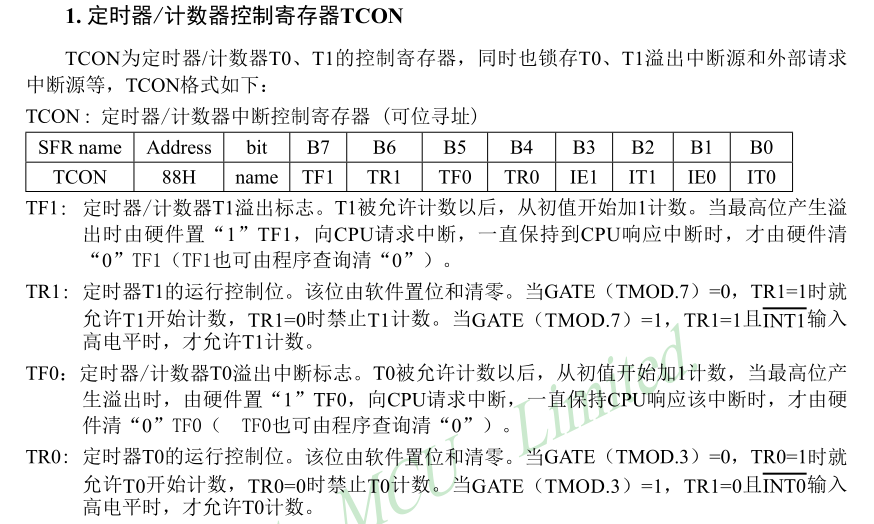 1. 定时器/计数器控制寄存器TCON
TCON为定时器/计数器T0、T1的控制寄存器，同时也锁存T0、T1溢出中断源和外部请求
中断源等，TCON格式如下：
TCON : 定时器/计数器中断控制寄存器 (可位寻址)
SFR name Address bit B7 B6 B5 B4 B3 B2 B1 B0
TCON 88H name TF1 TR1 TF0 TR0 IE1 IT1 IE0 IT0
TF1： 定时器/计数器T1溢出标志。T1被允许计数以后，从初值开始加1计数。当最高位产生溢
出时由硬件置“1”TF1，向CPU请求中断，一直保持到CPU响应中断时，才由硬件清
“0”TF1（TF1也可由程序查询清“0”）。
TR1： 定时器T1的运行控制位。该位由软件置位和清零。当GATE（TMOD.7）=0，TR1=1时就
允许T1开始计数，TR1=0时禁止T1计数。当GATE（TMOD.7）=1，TR1=1且INT1输入
高电平时，才允许T1计数。
TF0：定时器/计数器T0溢出中断标志。T0被允许计数以后，从初值开始加1计数，当最高位产
生溢出时，由硬件置“1”TF0，向CPU请求中断，一直保持CPU响应该中断时，才由硬
件清“0”TF0（ TF0也可由程序查询清“0”）。
TR0： 定时器T0的运行控制位。该位由软件置位和清零。当GATE（TMOD.3）=0，TR0=1时就
允许T0开始计数，TR0=0时禁止T0计数。当GATE（TMOD.3）=1，TR1=0且INT0输入
高电平时，才允许T0计数。
MCU Limited.